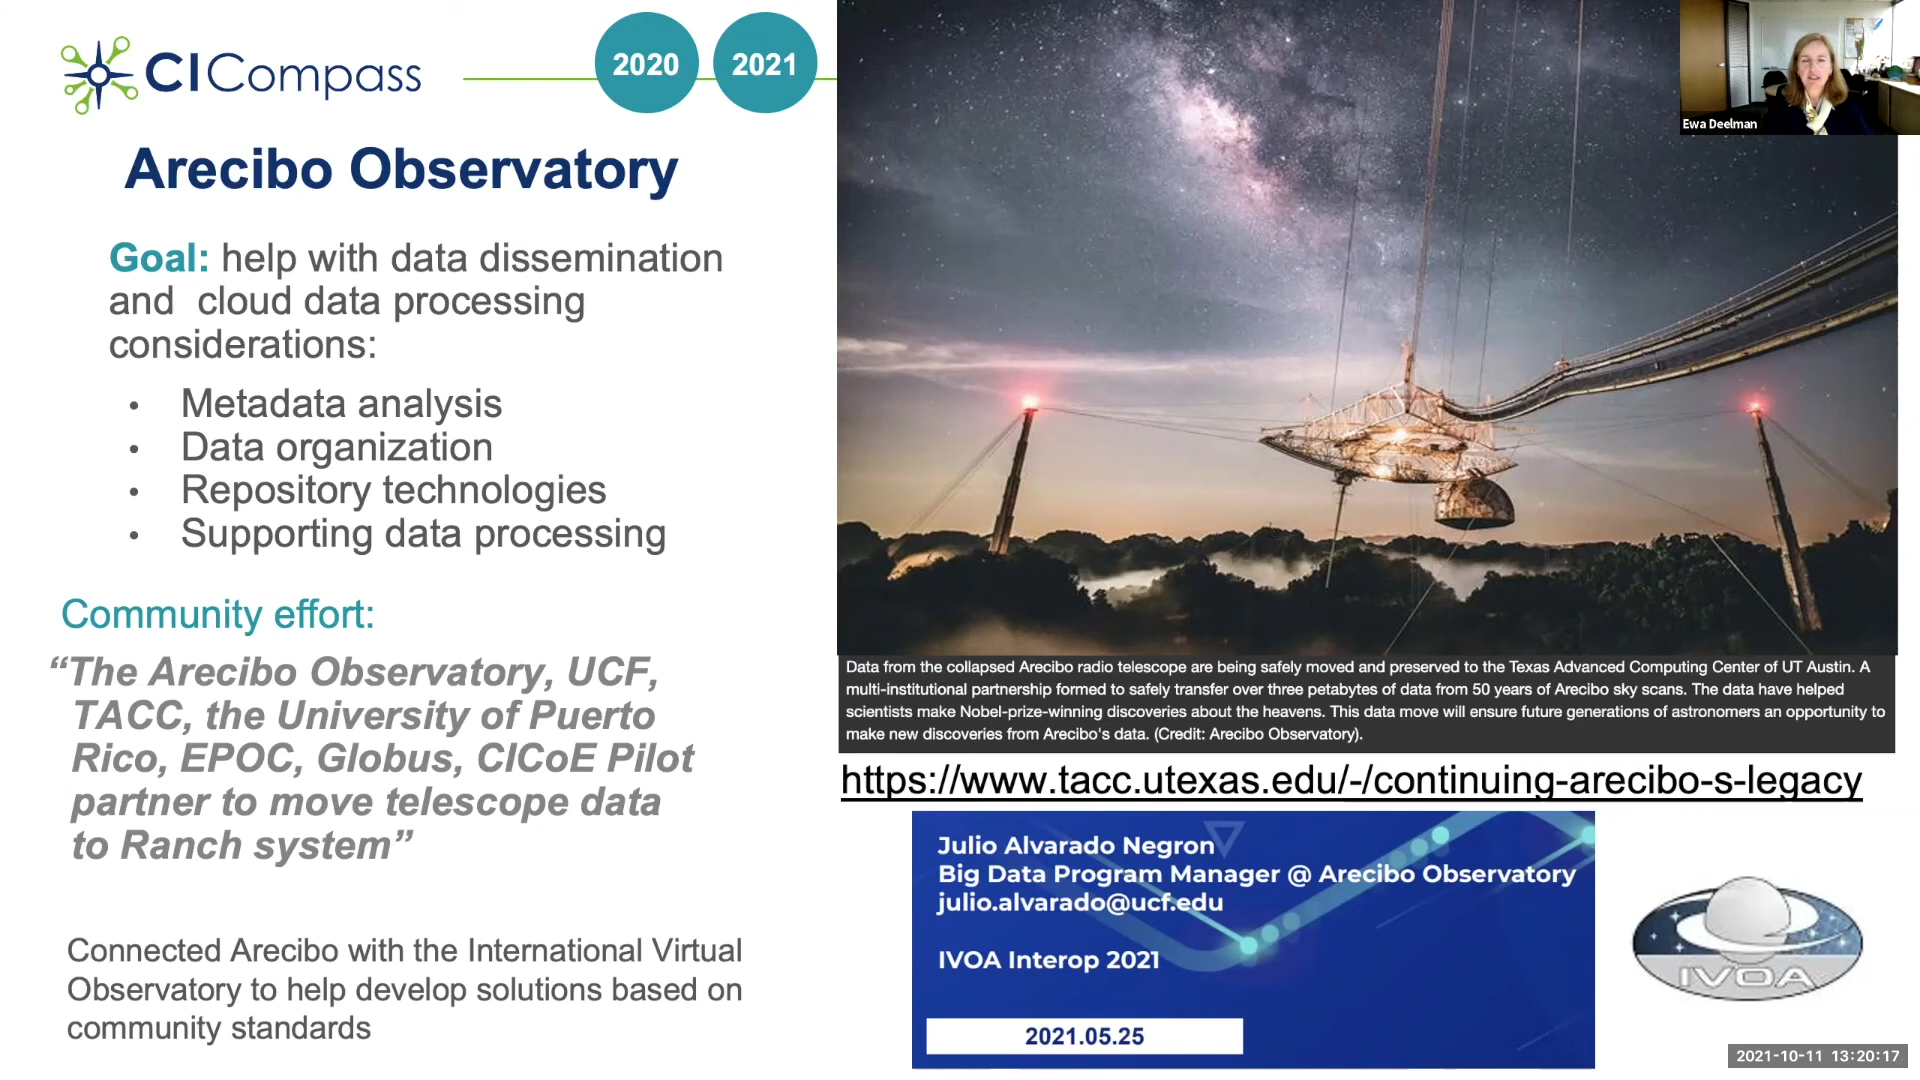 CICompass
2020
2021
Arecibo Observatory
Goal: help with data dissemination
and cloud data processing
considerations:
• Metadata analysis
• Data organization
• Repository technologies
• Supporting data processing
Community effort:
“The Arecibo Observatory, UCF,
TACC, the University of Puerto
Rico, EPOC, Globus, CICoE Pilot
partner to move telescope data
to Ranch system”
Connected Arecibo with the International Virtual
Observatory to help develop solutions based on
community standards
Ewa Deelman
Data from the collapsed Arecibo radio telescope are being safely moved and preserved to the Texas Advanced Computing Center of UT Austin. A
multi-institutional partnership formed to safely transfer over three petabytes of data from 50 years of Arecibo sky scans. The data have helped
scientists make Nobel-prize-winning discoveries about the heavens. This data move will ensure future generations of astronomers an opportunity to
make new discoveries from Arecibo's data. (Credit: Arecibo Observatory).
https://www.tacc.utexas.edu/-/continuing-arecibo-s-legacy
Julio Alvarado Negron
Big Data Program Manager @ Arecibo Observatory
julio.alvarado@ucf.edu
IVOA Interop 2021
2021.05.25
IVOA
2021-10-11 13:20:17